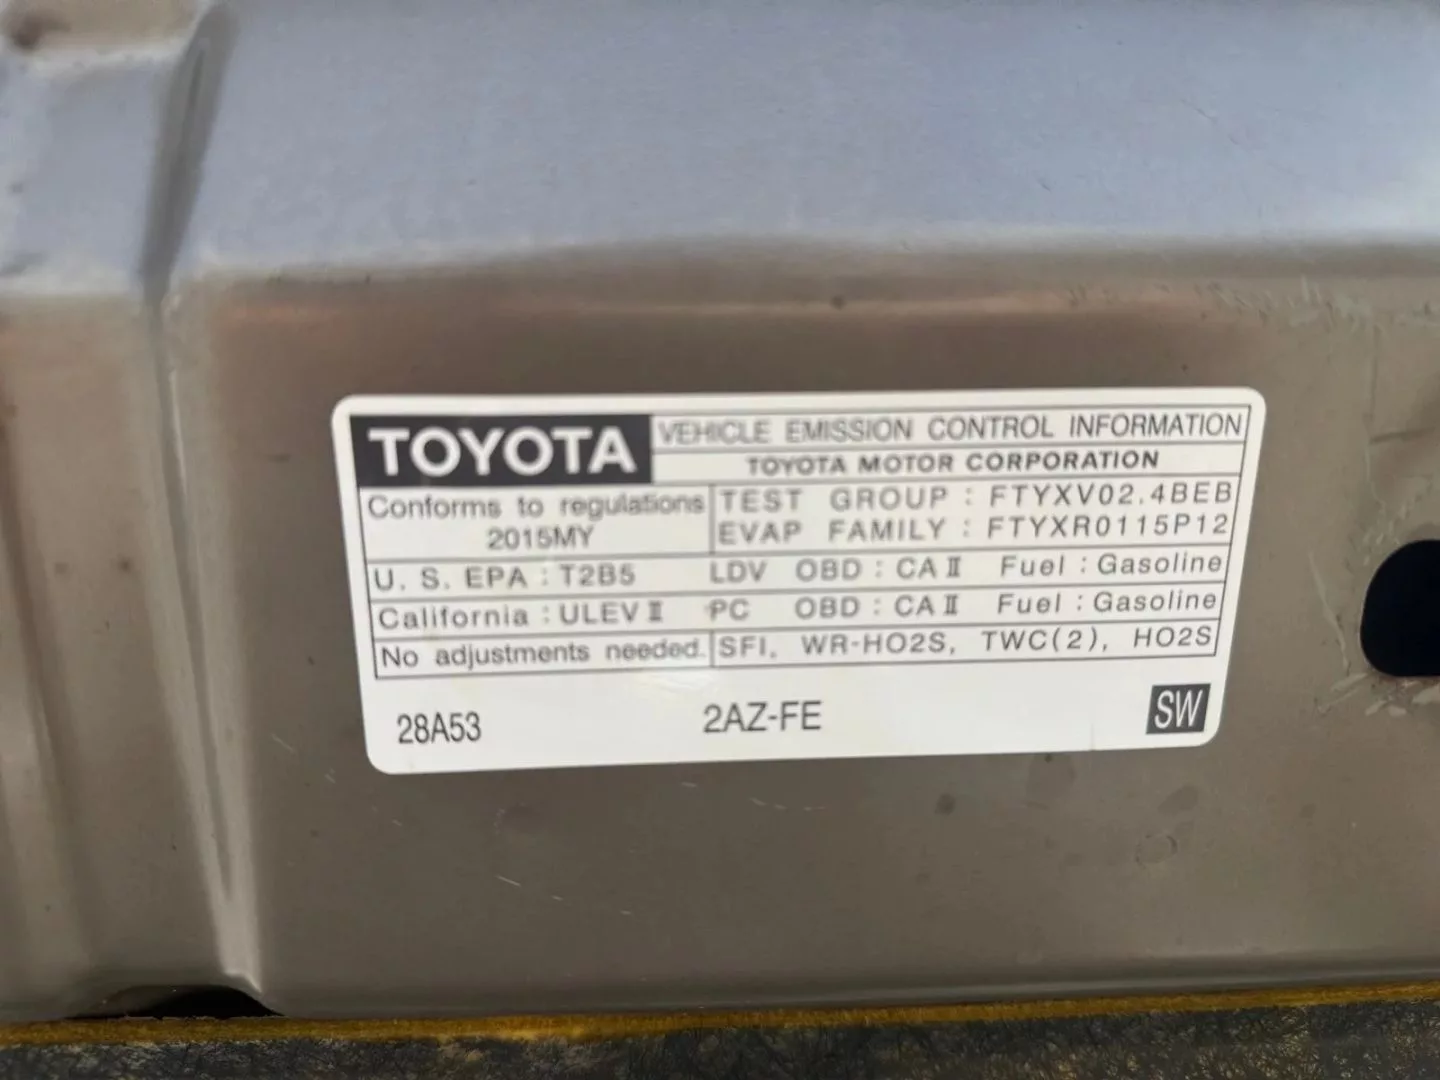 TOYOTA
VEHICLE EMISSION CONTROL INFORMATION
TOYOTA MOTOR CORPORATION
Conforms to regulations
2015MY
TEST GROUP : FTYXV02.4BEB
EVAP FAMILY : FTYXR0115P12
U. S. EPA : T2B5 LDV OBD : CA II Fuel : Gasoline
California : ULEV II PC OBD : CA II Fuel : Gasoline
No adjustments needed. SFI, WR-HO2S, TWC(2), HO2S
28A53 2AZ-FE SW